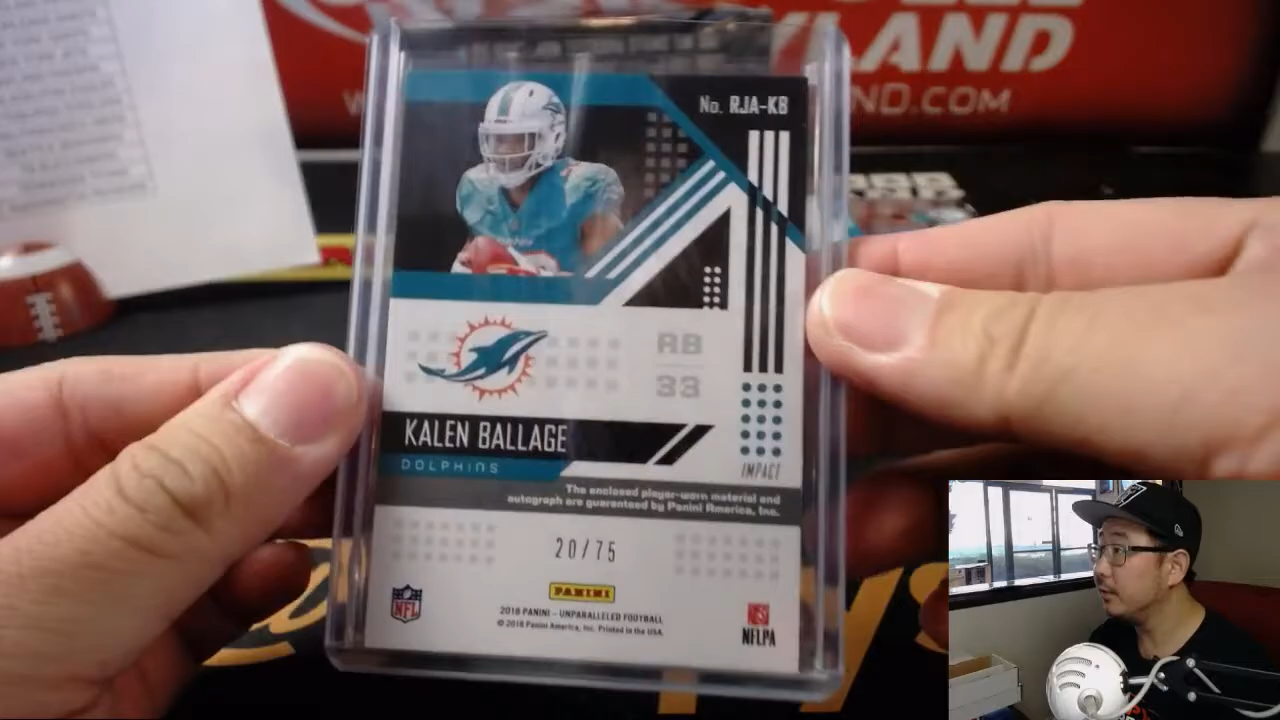 LAND
ND.COM
No. RJA-KB
RB
33
KALEN BALLAGE
DOLPHINS
IMPACT
The enclosed player-worn material and
autograph are guaranteed by Panini America, Inc.
20/75
PANINI
NFL
2018 PANINI - UNPARALLELED FOOTBALL
© 2018 Panini America, Inc. Printed in the USA.
NFLPA